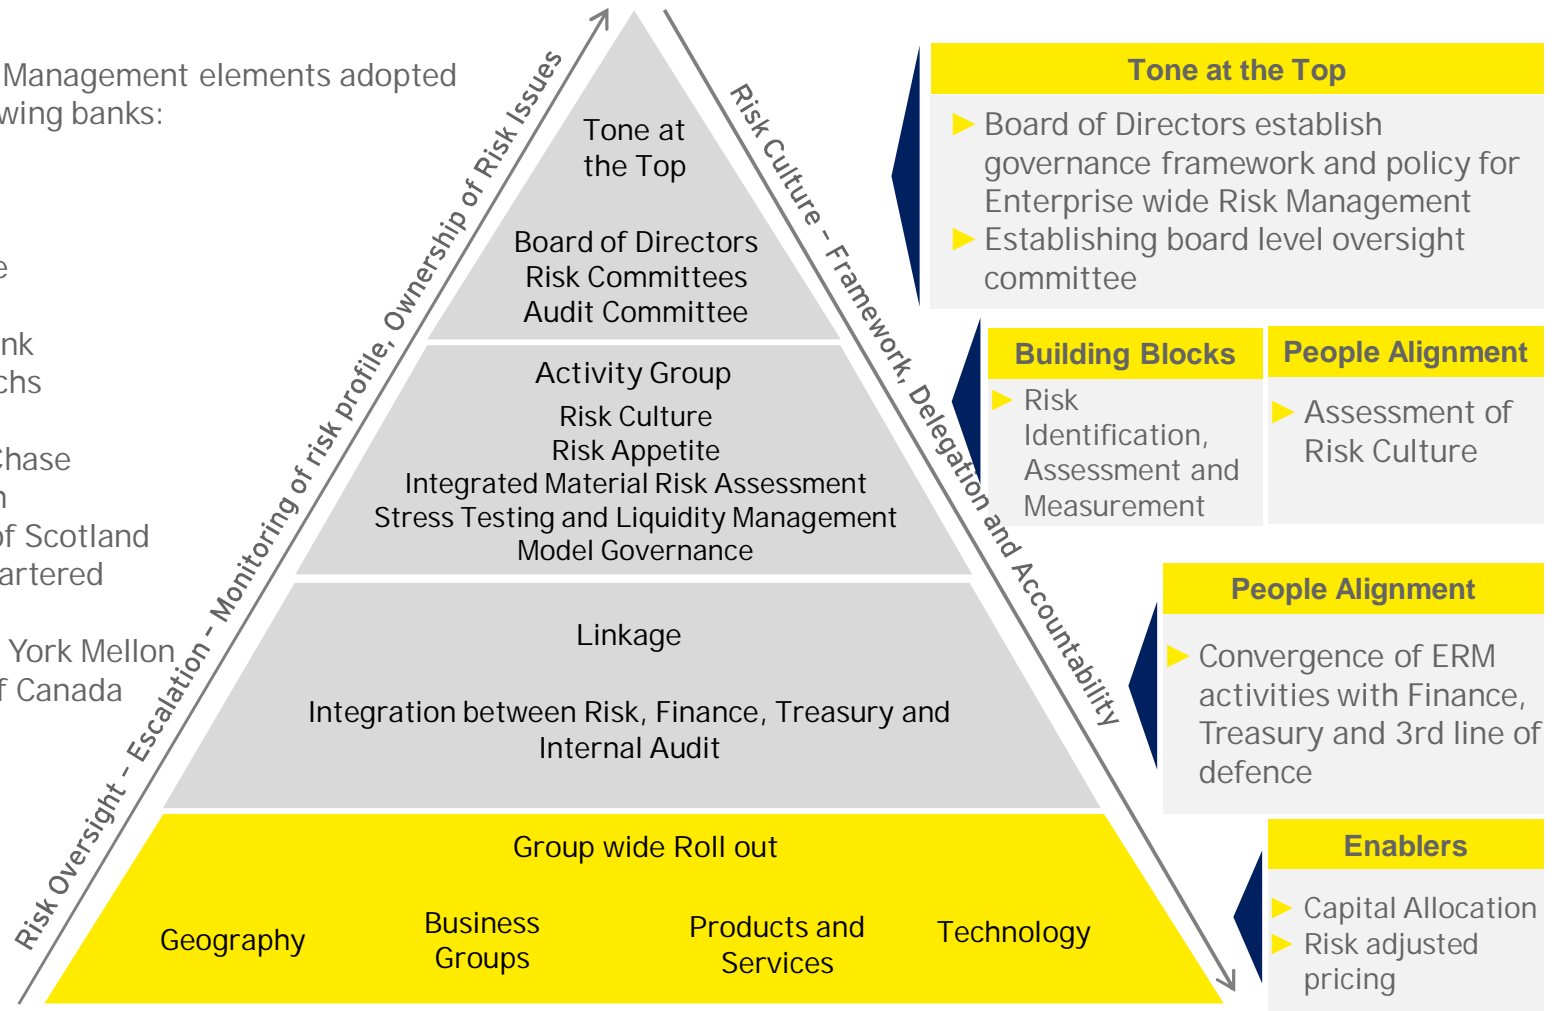 Management elements adopted
wing banks:
e
nk
chs
Chase
n
of Scotland
artered
York Mellon
f Canada
Risk Oversight - Escalation - Monitoring of risk profile, Ownership of Risk Issues
Tone at
the Top
Board of Directors
Risk Committees
Audit Committee
Activity Group
Risk Culture
Risk Appetite
Integrated Material Risk Assessment
Stress Testing and Liquidity Management
Model Governance
Linkage
Integration between Risk, Finance, Treasury and
Internal Audit
Group wide Roll out
Geography
Business
Groups
Products and
Services
Technology
Risk Culture - Framework, Delegation and Accountability
Tone at the Top
Board of Directors establish
governance framework and policy for
Enterprise wide Risk Management
Establishing board level oversight
committee
Building Blocks
Risk
Identification,
Assessment and
Measurement
People Alignment
Assessment of
Risk Culture
People Alignment
Convergence of ERM
activities with Finance,
Treasury and 3rd line of
defence
Enablers
Capital Allocation
Risk adjusted
pricing